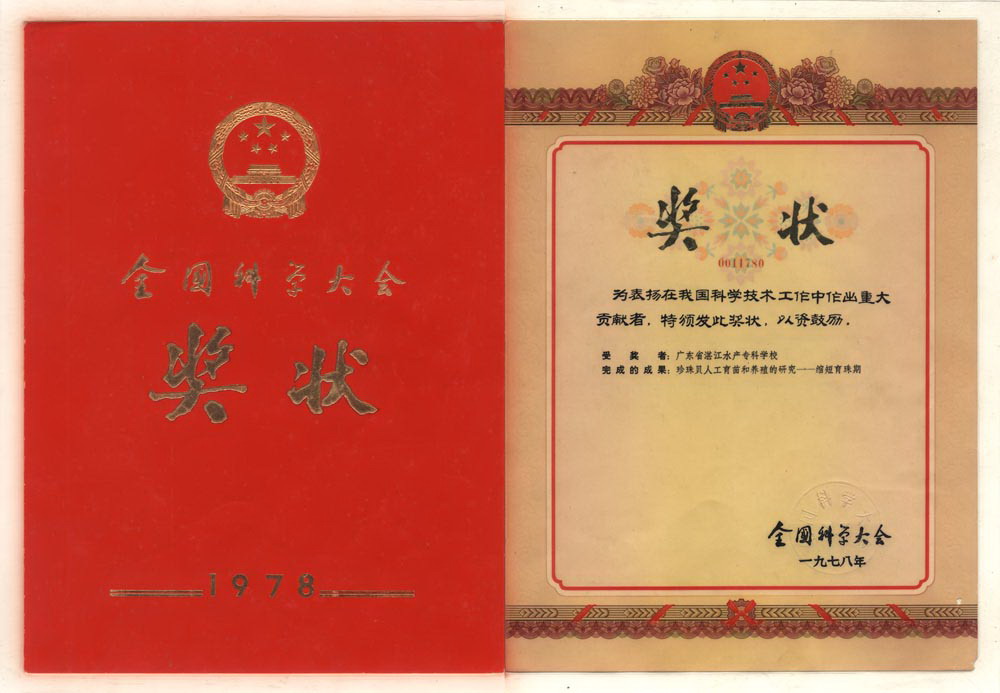 全国科学大会
奖状
1978
奖状
0011780
为表扬在我国科学技术工作中作出重大
贡献者，特颁发此奖状，以资鼓励。
受奖者：广东省湛江水产专科学校
完成的成果：珍珠贝人工育苗和养殖的研究——缩短育珠期
科学
全国科学大会
一九七八年